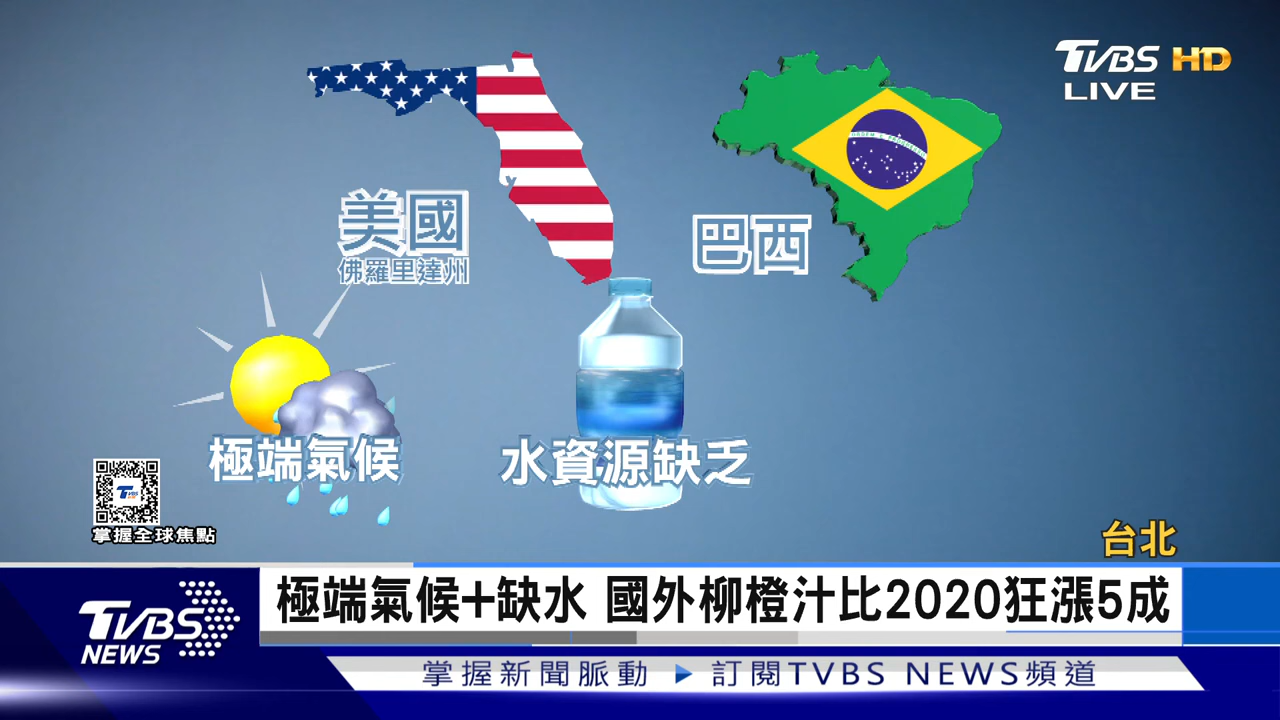 TVBS HD
LIVE
美國
佛羅里達州
巴西
極端氣候
水資源缺乏
TVBS
掌握全球焦點
台北
極端氣候+缺水 國外柳橙汁比2020狂漲5成
TVBS
NEWS
掌握新聞脈動 ▶ 訂閱TVBS NEWS頻道